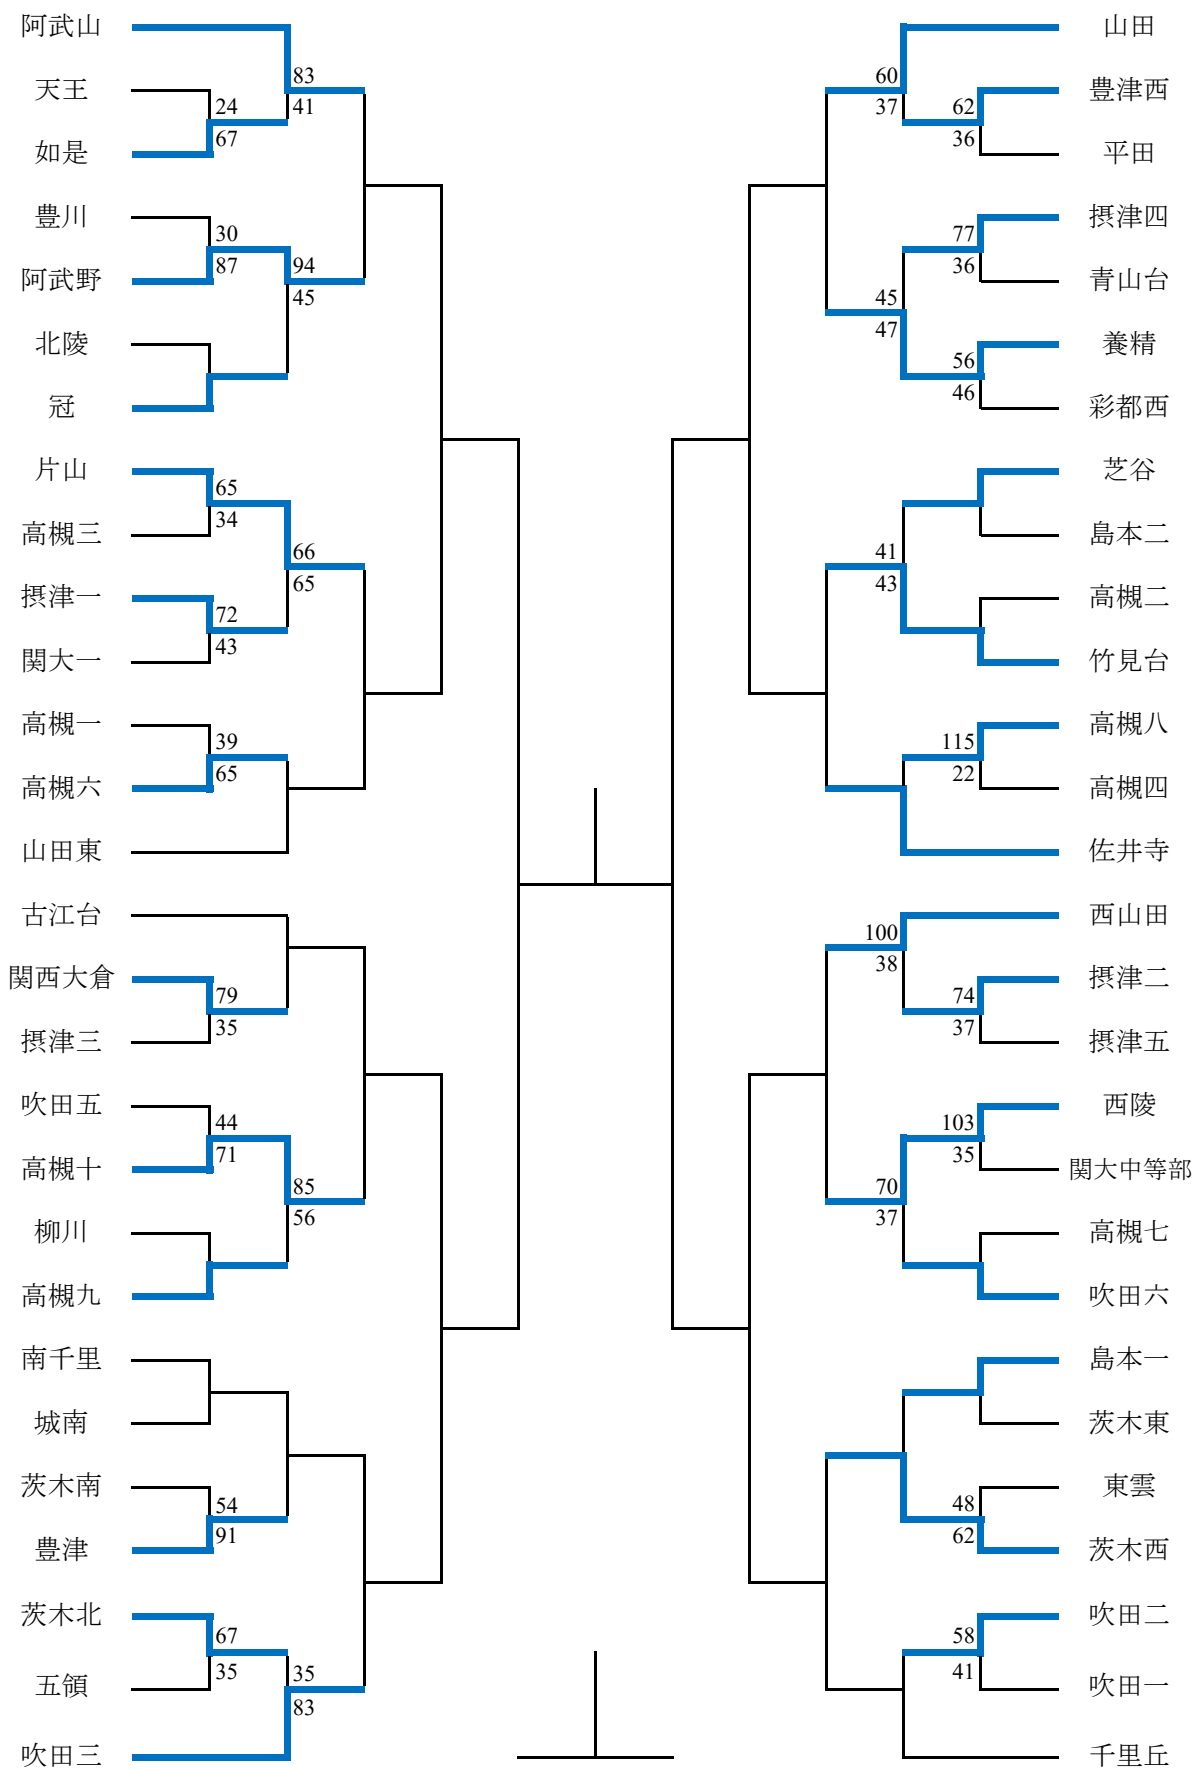 阿武山
天王
如是
豊川
阿武野
北陵
冠
片山
高槻三
摂津一
関大一
高槻一
高槻六
山田東
古江台
関西大倉
摂津三
吹田五
高槻十
柳川
高槻九
南千里
城南
茨木南
豊津
茨木北
五領
吹田三
24
67
30
87
65
34
72
43
39
65
79
35
44
71
54
91
67
35
83
41
94
45
66
65
85
56
35
83
60
37
45
47
41
43
100
38
70
37
62
36
77
36
56
46
115
22
74
37
103
35
48
62
58
41
山田
豊津西
平田
摂津四
青山台
養精
彩都西
芝谷
島本二
高槻二
竹見台
高槻八
高槻四
佐井寺
西山田
摂津二
摂津五
西陵
関大中等部
高槻七
吹田六
島本一
茨木東
東雲
茨木西
吹田二
吹田一
千里丘